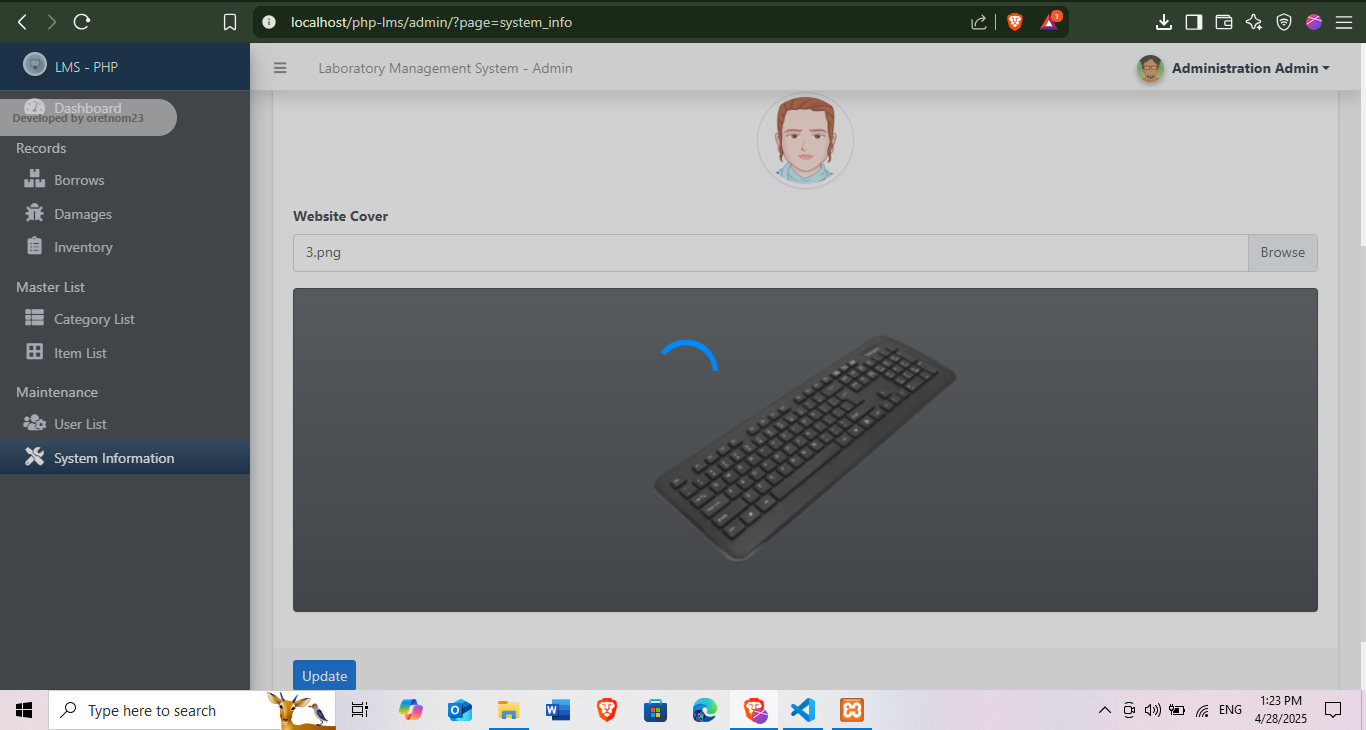 localhost/php-lms/admin/?page=system_info
1
LMS - PHP
Laboratory Management System - Admin
Administration Admin
Dashboard
Developed by oretnom23
Records
Borrows
Damages
Inventory
Master List
Category List
Item List
Maintenance
User List
System Information
Website Cover
3.png
Browse
Update
Type here to search
ENG
1:23 PM
4/28/2025